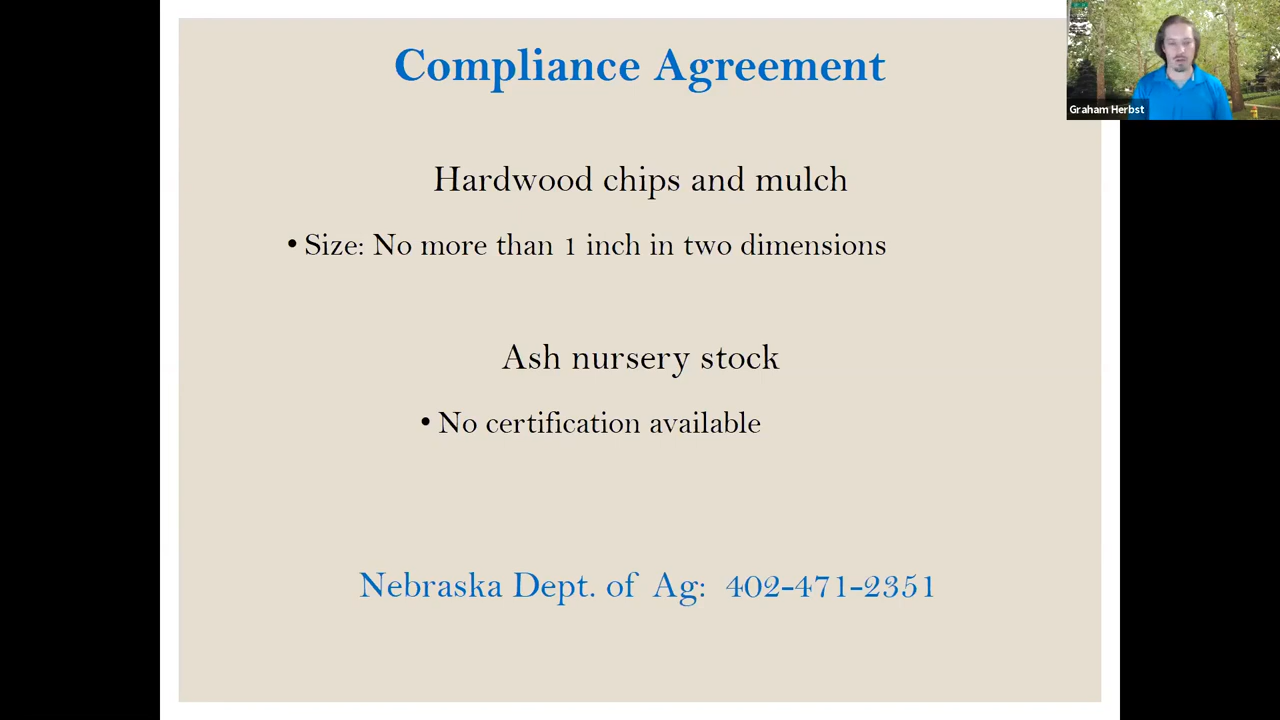 Compliance Agreement
Graham Herbst
Hardwood chips and mulch
• Size: No more than 1 inch in two dimensions
Ash nursery stock
• No certification available
Nebraska Dept. of Ag: 402-471-2351